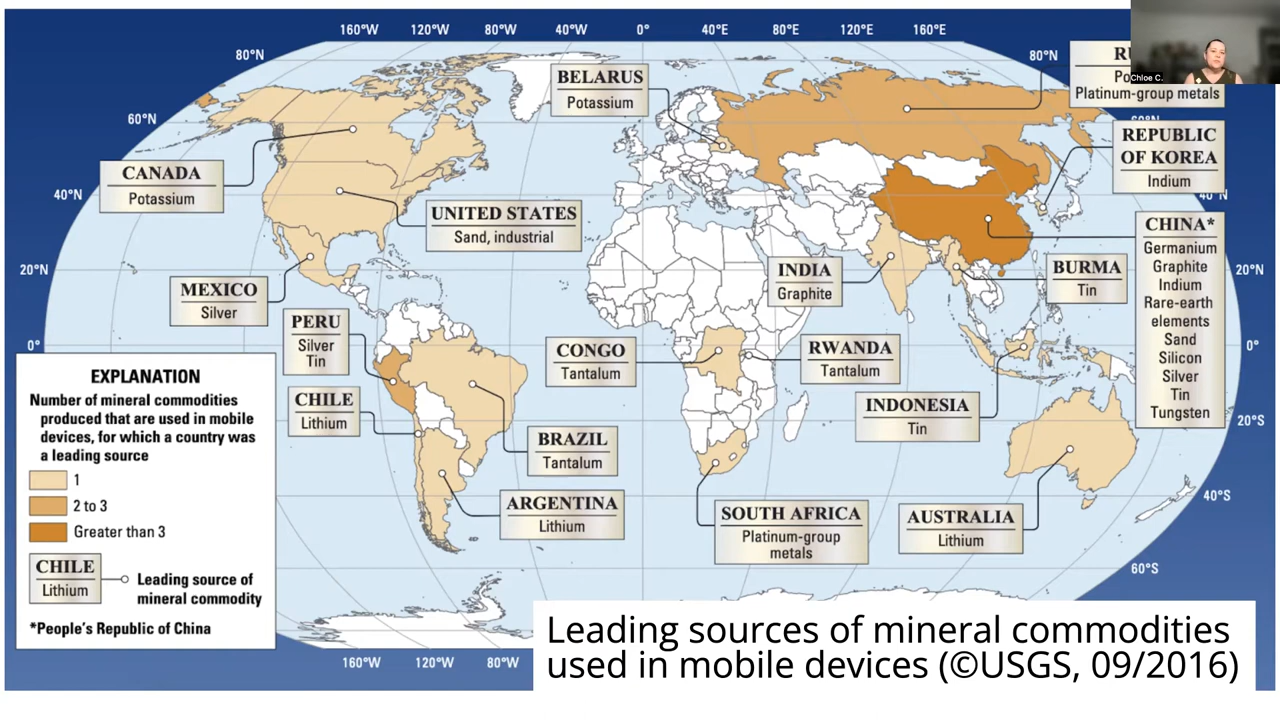 160°W 120°W 80°W 40°W 0° 40°E 80°E 120°E 160°E
80°N
80°N
Chloe C.
Platinum-group metals
BELARUS
Potassium
60°N
REPUBLIC
OF KOREA
Indium
CANADA
Potassium
40°N
UNITED STATES
Sand, industrial
CHINA*
Germanium
Graphite
Indium
Rare-earth
elements
Sand
Silicon
Silver
Tin
Tungsten
20°N
20°N
INDIA
Graphite
BURMA
Tin
MEXICO
Silver
PERU
Silver
Tin
0°
0°
CONGO
Tantalum
RWANDA
Tantalum
CHILE
Lithium
INDONESIA
Tin
20°S
BRAZIL
Tantalum
ARGENTINA
Lithium
SOUTH AFRICA
Platinum-group
metals
AUSTRALIA
Lithium
40°S
60°S
EXPLANATION
Number of mineral commodities
produced that are used in mobile
devices, for which a country was
a leading source
1
2 to 3
Greater than 3
CHILE
Lithium
Leading source of
mineral commodity
*People's Republic of China
160°W 120°W 80°W
Leading sources of mineral commodities
used in mobile devices (©USGS, 09/2016)